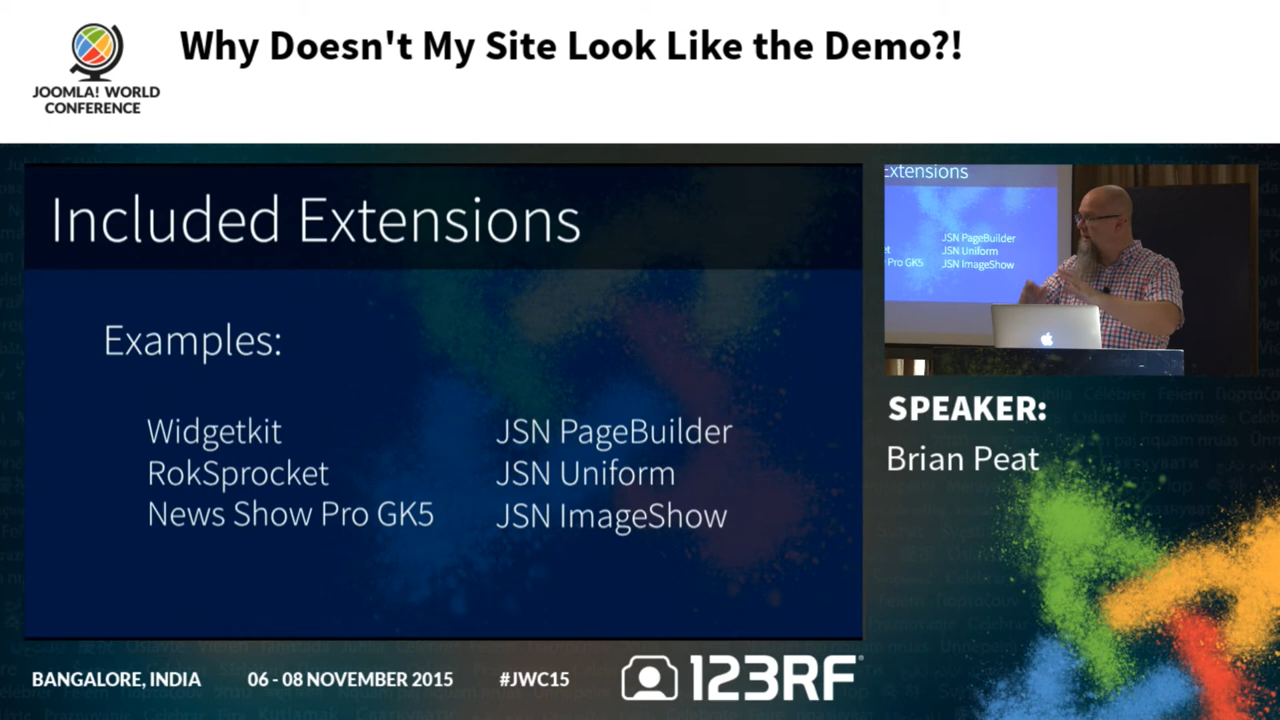 Why Doesn't My Site Look Like the Demo?!
JOOMLA! WORLD
CONFERENCE
Included Extensions
Examples:
Widgetkit
RokSprocket
News Show Pro GK5
JSN PageBuilder
JSN Uniform
JSN ImageShow
Extensions
JSN PageBuilder
JSN Uniform
Pro GK5 JSN ImageShow
SPEAKER:
Brian Peat
BANGALORE, INDIA 06 - 08 NOVEMBER 2015 #JWC15 123RF